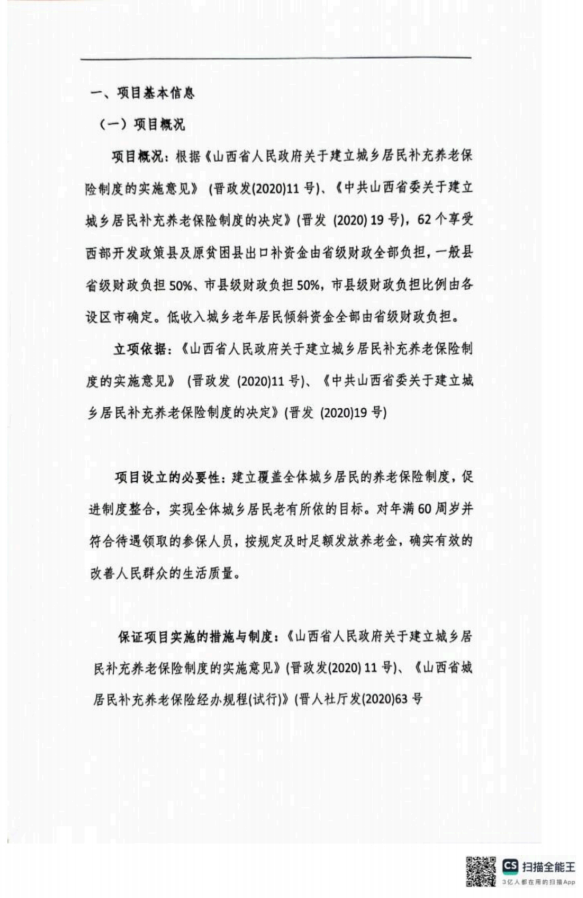 一、项目基本信息
（一）项目概况
项目概况：根据《山西省人民政府关于建立城乡居民补充养老保
险制度的实施意见》 (晋政发(2020)11 号)、《中共山西省委关于建立
城乡居民补充养老保险制度的决定》(晋发 (2020) 19 号)，62 个享受
西部开发政策县及原贫困县出口补资金由省级财政全部负担，一般县
省级财政负担 50%、市县级财政负担 50%，市县级财政负担比例由各
设区市确定。低收入城乡老年居民倾斜资金全部由省级财政负担。
立项依据：《山西省人民政府关于建立城乡居民补充养老保险制
度的实施意见》 (晋政发 (2020)11 号)、《中共山西省委关于建立城
乡居民补充养老保险制度的决定》(晋发 (2020)19 号)
项目设立的必要性：建立覆盖全体城乡居民的养老保险制度，促
进制度整合，实现全体城乡居民老有所依的目标。对年满 60 周岁并
符合待遇领取的参保人员，按规定及时足额发放养老金，确实有效的
改善人民群众的生活质量。
保证项目实施的措施与制度：《山西省人民政府关于建立城乡居
民补充养老保险制度的实施意见》(晋政发(2020) 11 号)、《山西省城
居民补充养老保险经办规程(试行)》(晋人社厅发(2020)63 号
CS 扫描全能王
3亿人都在用的扫描App